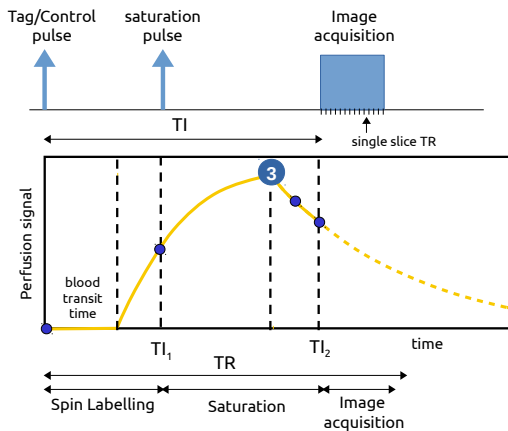 Tag/Control
pulse
saturation
pulse
Image
acquisition
TI
single slice TR
Perfusion signal
3
blood
transit
time
TI₁
TI₂
time
TR
Spin Labelling
Saturation
Image
acquisition